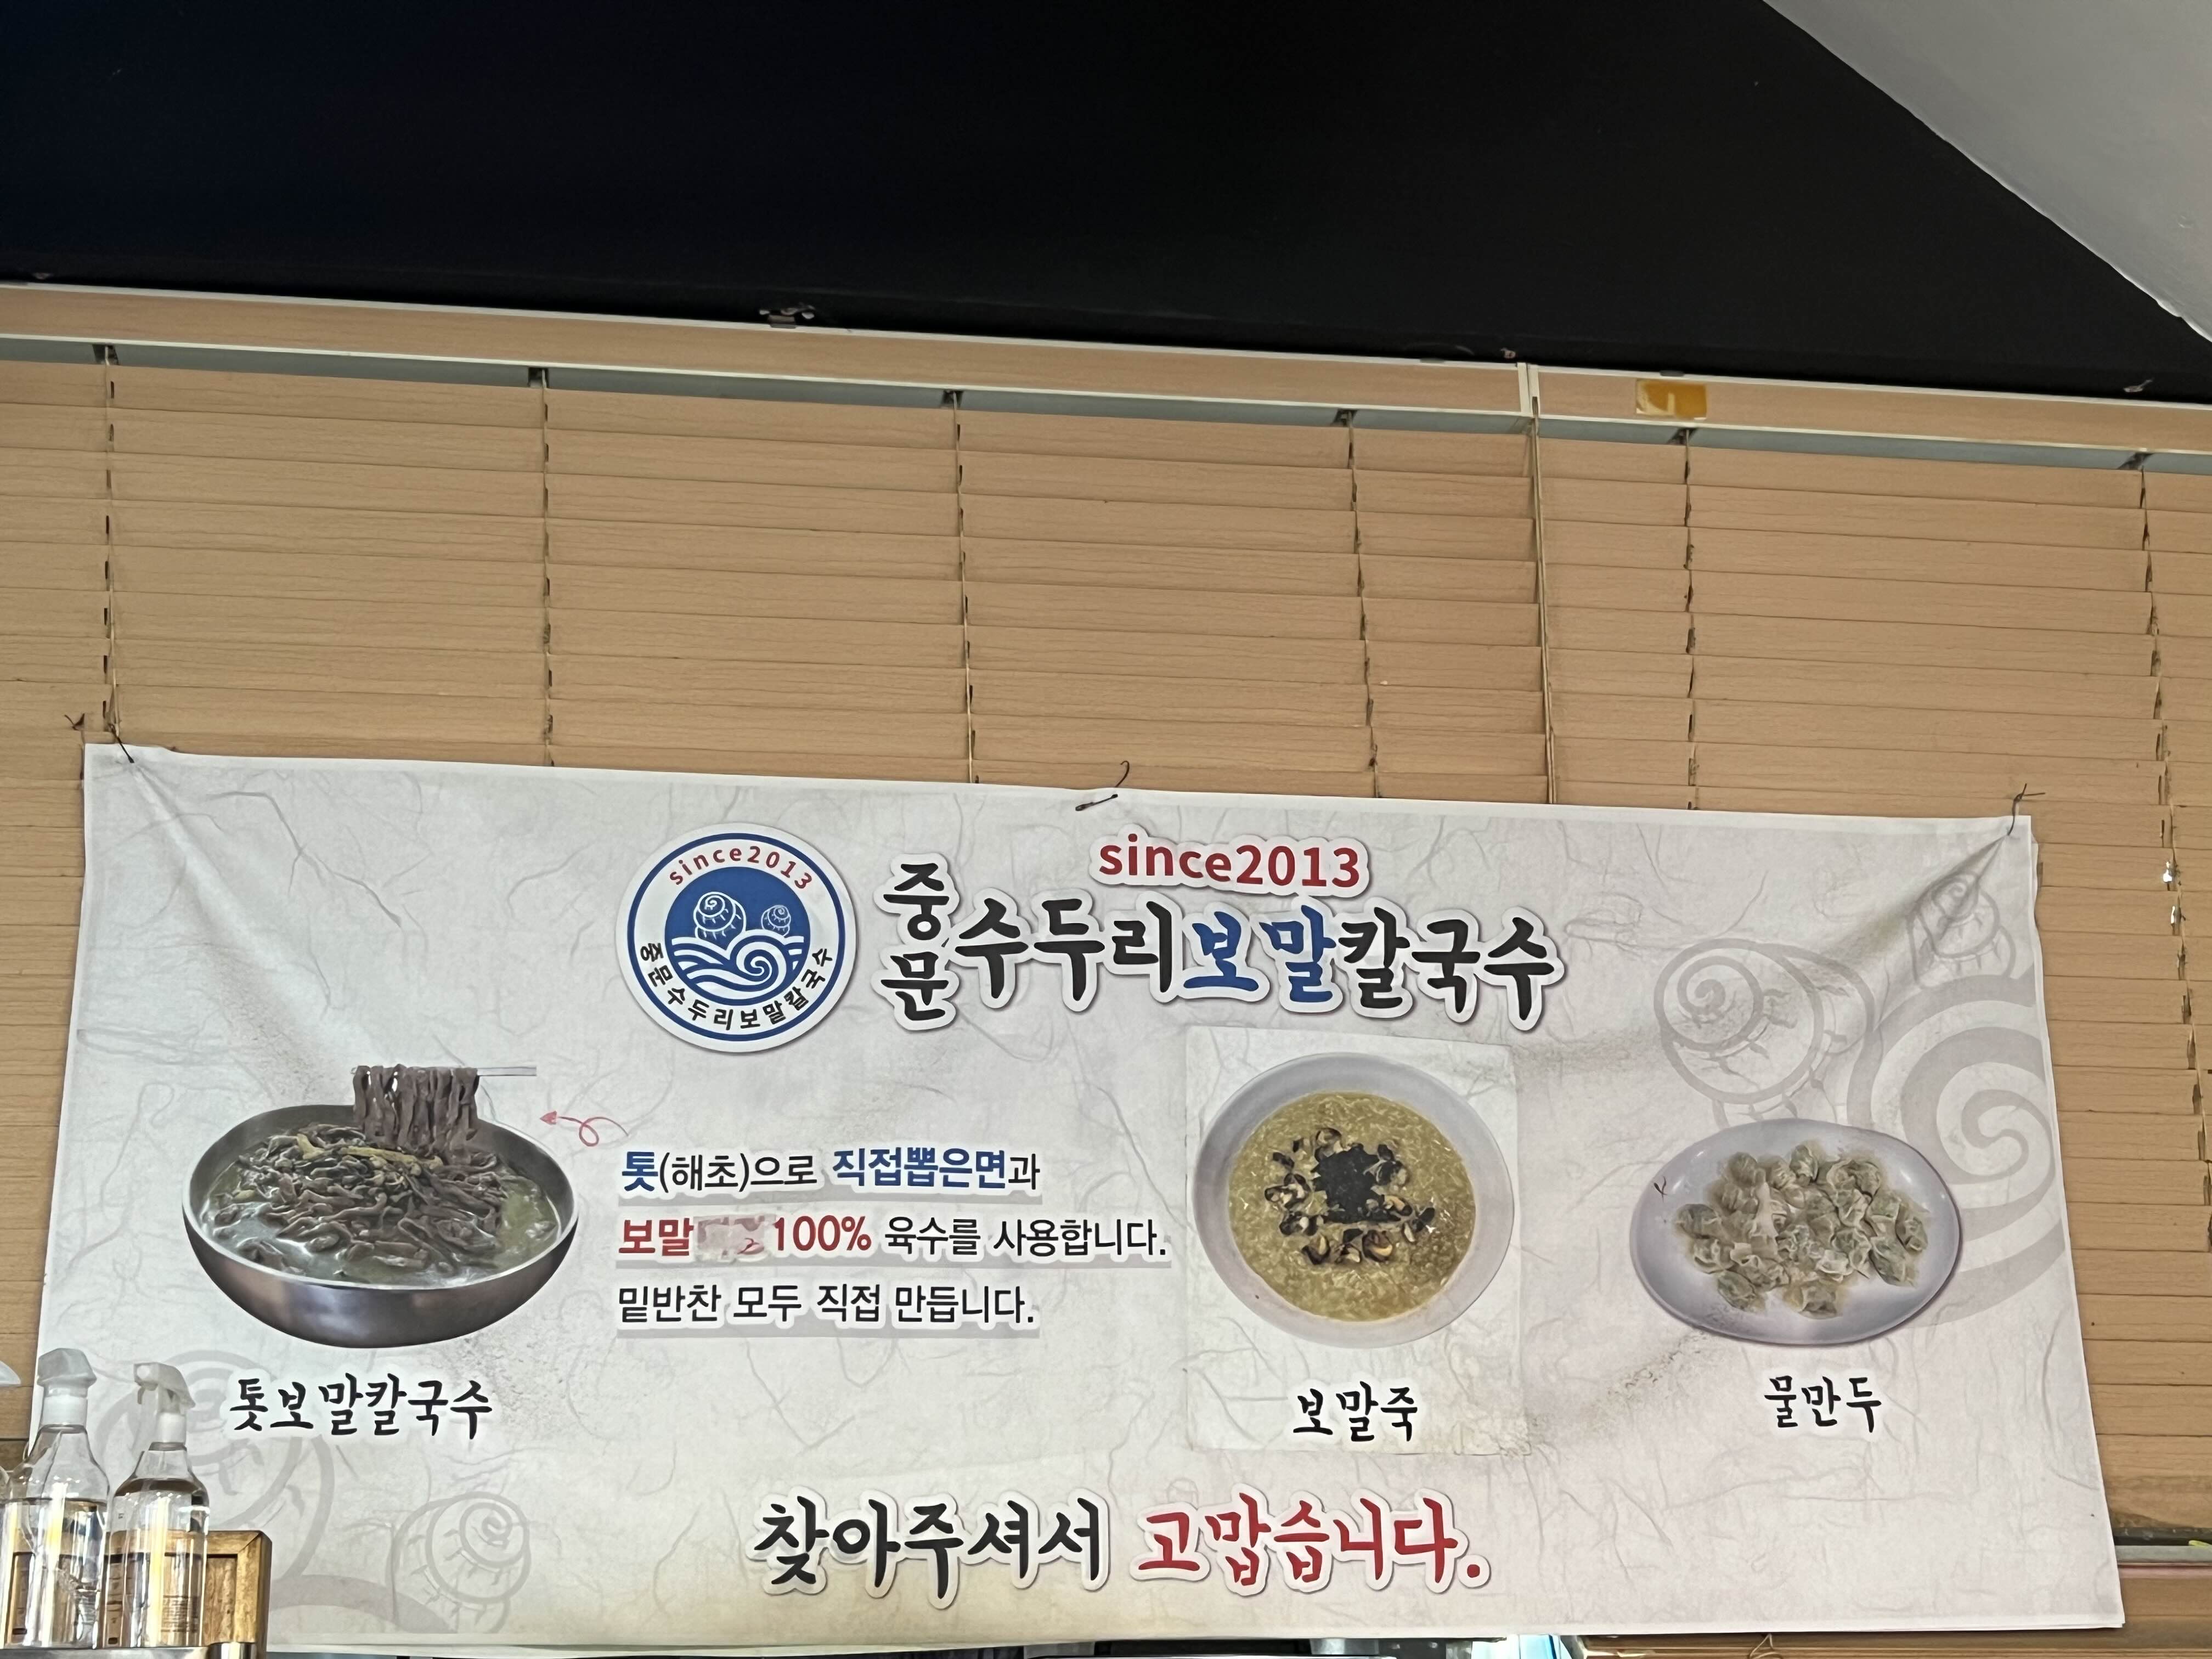 since2013
중문수두리보말칼국수
since2013
중문
수두리보말칼국수
톳(해초)으로 직접뽑은면과
보말 100% 육수를 사용합니다.
밑반찬 모두 직접 만듭니다.
톳보말칼국수
보말죽
물만두
찾아주셔서 고맙습니다.